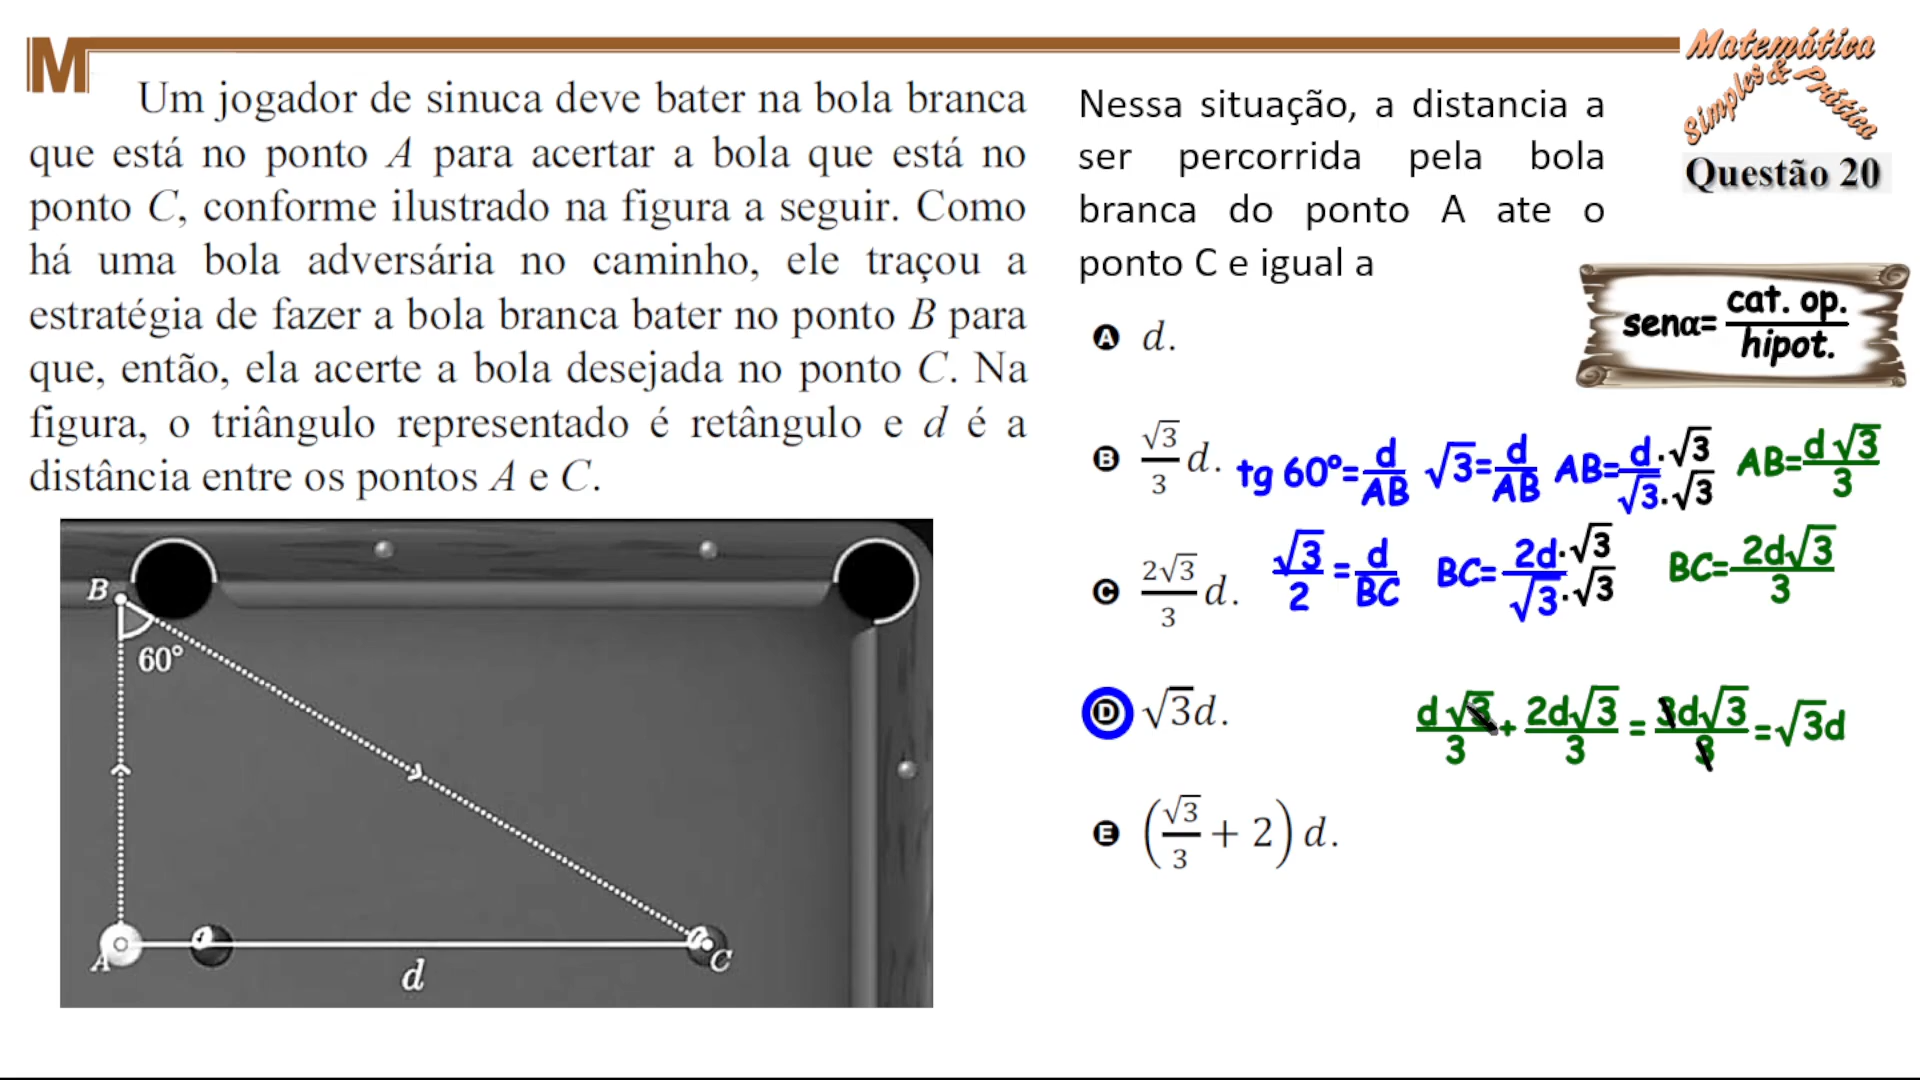 M
Um jogador de sinuca deve bater na bola branca
que está no ponto A para acertar a bola que está no
ponto C, conforme ilustrado na figura a seguir. Como
há uma bola adversária no caminho, ele traçou a
estratégia de fazer a bola branca bater no ponto B para
que, então, ela acerte a bola desejada no ponto C. Na
figura, o triângulo representado é retângulo e d é a
distância entre os pontos A e C.
B
60°
A
d
C
Nessa situação, a distancia a
ser percorrida pela bola
branca do ponto A ate o
ponto C e igual a
A d.
B √3/3 d. tg 60º=d/AB √3=d/AB AB=d·√3/√3·√3 AB=d√3/3
C 2√3/3 d. √3/2=d/BC BC=2d·√3/√3·√3 BC=2d√3/3
D √3d. d√3/3+2d√3/3=3d√3/3=√3d
E (√3/3 + 2) d.
Matemática
Simples & Prática
Questão 20
senα=cat. op./hipot.